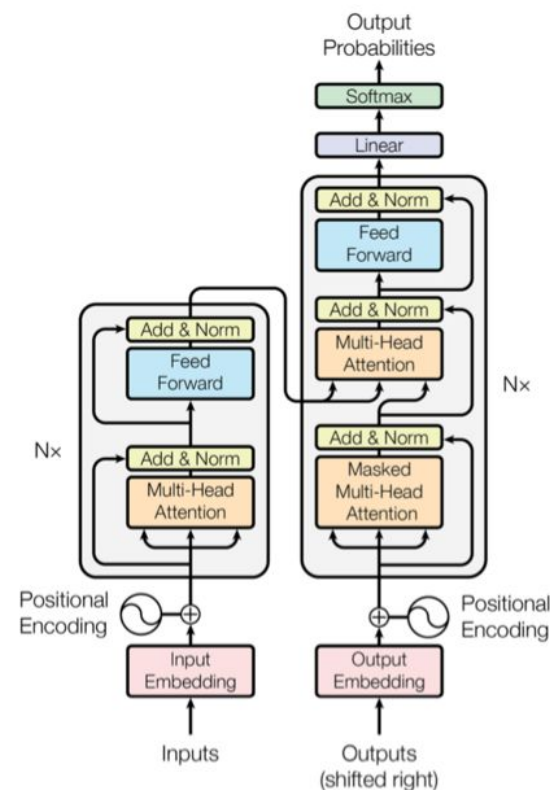 Output
Probabilities
Softmax
Linear
Add & Norm
Feed
Forward
Add & Norm
Multi-Head
Attention
Add & Norm
Masked
Multi-Head
Attention
N×
Positional
Encoding
Output
Embedding
Outputs
(shifted right)
Add & Norm
Feed
Forward
Add & Norm
Multi-Head
Attention
N×
Positional
Encoding
Input
Embedding
Inputs